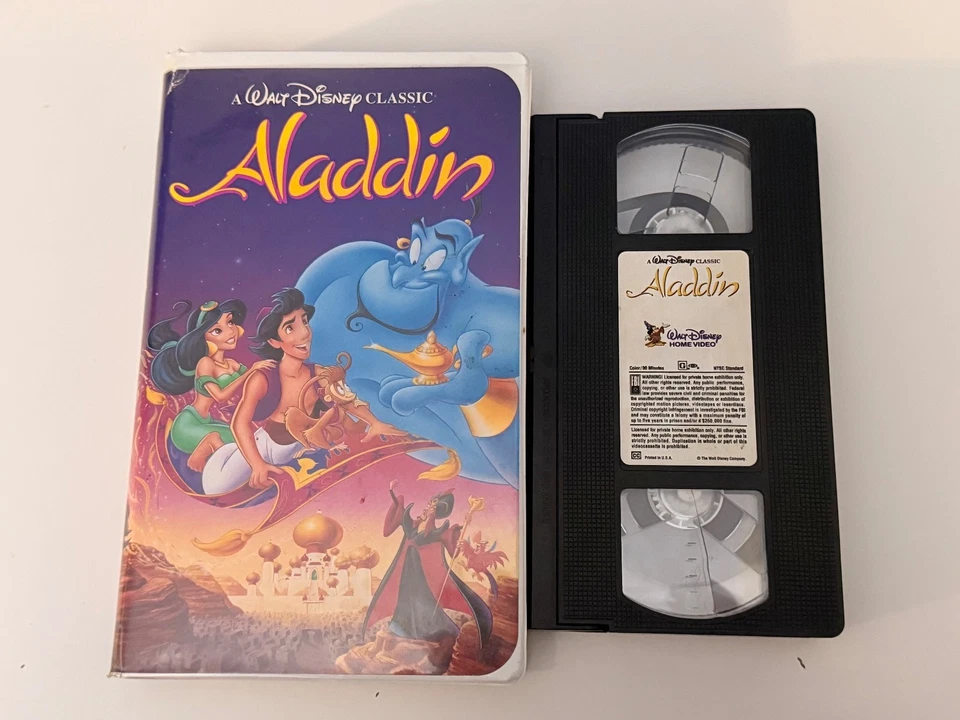 A WALT DISNEY CLASSIC
Aladdin
A WALT DISNEY CLASSIC
Aladdin
WALT DISNEY
HOME VIDEO
Color/90 Minutes G NTSC Standard
FBI WARNING! Licensed for private home exhibition only.
All other rights reserved. Any public performance,
copying, or other use is strictly prohibited. Federal
law provides severe civil and criminal penalties for
the unauthorized reproduction, distribution or exhibition of
copyrighted motion pictures, videotapes or videodiscs.
Criminal copyright infringement is investigated by the FBI
and may constitute a felony with a maximum penalty of
up to five years in prison and/or a $250,000 fine.
Licensed for private home exhibition only. All other rights
reserved. Any public performance, copying, or other use is
strictly prohibited. Duplication in whole or part of this
videocassette is prohibited.
CC Printed in U.S.A. © The Walt Disney Company